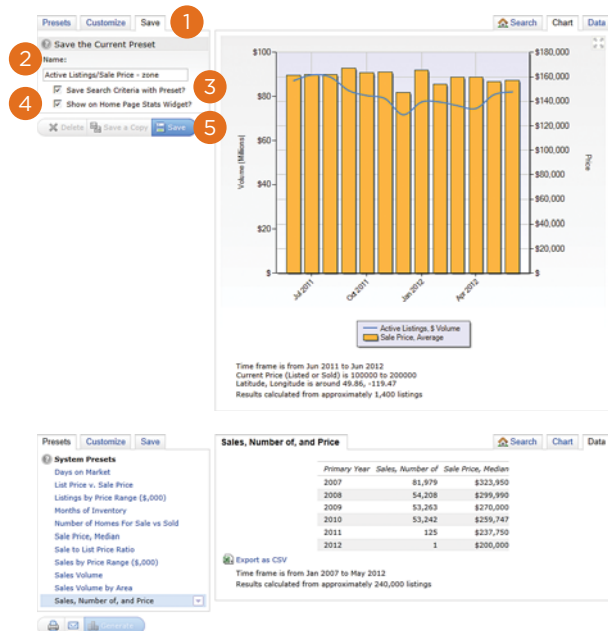 Presets Customize Save 1
Search Chart Data
2 Save the Current Preset
Name:
Active Listings/Sale Price - zone
Save Search Criteria with Preset? 3
4 Show on Home Page Stats Widget?
Delete Save a Copy Save 5
$100
$80
$60
$40
$20
$
Volume (Millions)
$180,000
$160,000
$140,000
$120,000
$100,000
$80,000
$60,000
$40,000
$20,000
$
Price
Jul 2011 Oct 2011 Jan 2012 Apr 2012
Active Listings, $ Volume
Sale Price, Average
Time frame is from Jun 2011 to Jun 2012
Current Price (Listed or Sold) is 100000 to 200000
Latitude, Longitude is around 49.86, -119.47
Results calculated from approximately 1,400 listings
Presets Customize Save
System Presets
Days on Market
List Price v. Sale Price
Listings by Price Range ($,000)
Months of Inventory
Number of Homes For Sale vs Sold
Sale Price, Median
Sale to List Price Ratio
Sales by Price Range ($,000)
Sales Volume
Sales Volume by Area
Sales, Number of, and Price
Generate
Sales, Number of, and Price
Search Chart Data
Primary Year Sales, Number of Sale Price, Median
2007 81,979 $323,950
2008 54,208 $299,990
2009 53,263 $270,000
2010 53,242 $259,747
2011 125 $237,750
2012 1 $200,000
Export as CSV
Time frame is from Jan 2007 to May 2012
Results calculated from approximately 240,000 listings